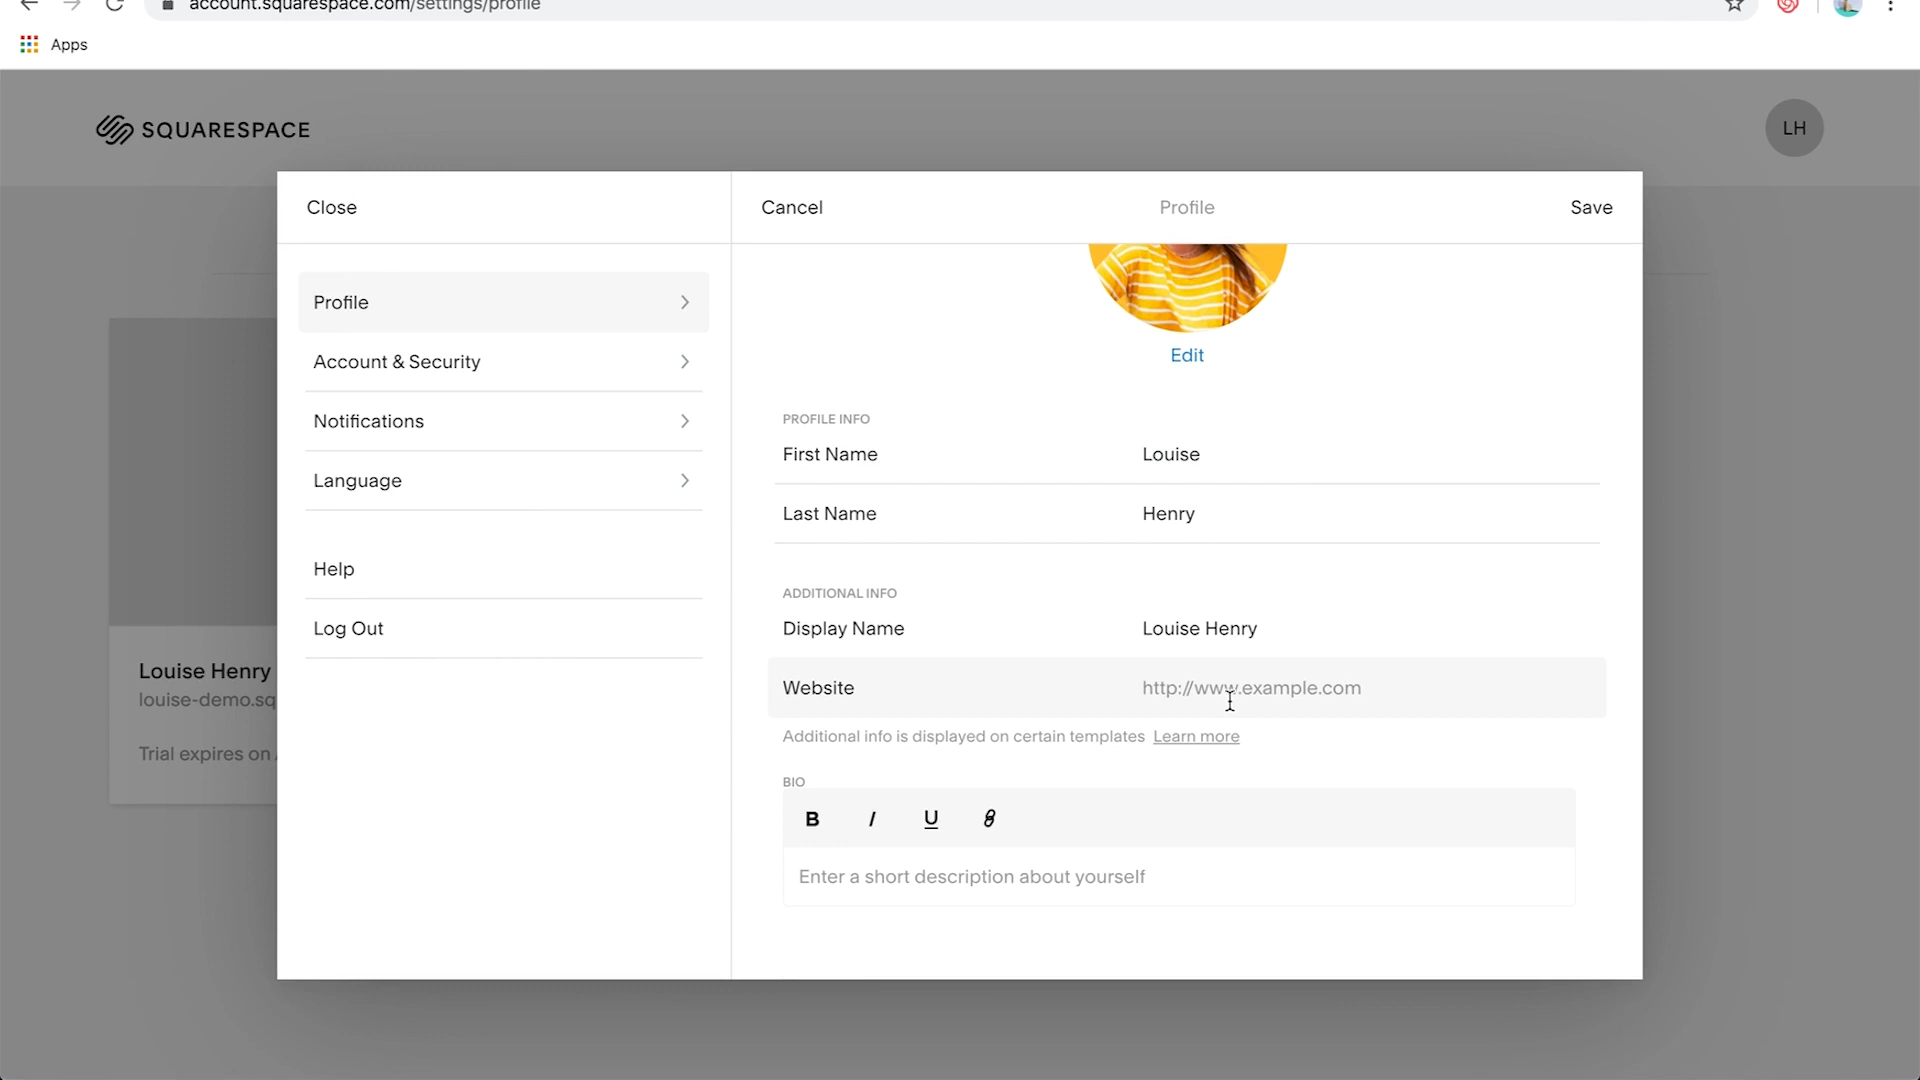 account.squarespace.com/settings/profile
Apps
SQUARESPACE
LH
Close
Cancel
Profile
Save
Profile
Account & Security
Notifications
Language
Help
Log Out
Edit
PROFILE INFO
First Name
Louise
Last Name
Henry
ADDITIONAL INFO
Display Name
Louise Henry
Website
http://www.example.com
Additional info is displayed on certain templates Learn more
BIO
B I U
Enter a short description about yourself
Louise Henry
louise-demo.sq
Trial expires on